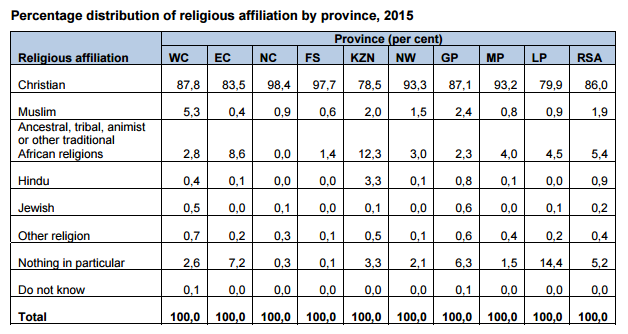 Percentage distribution of religious affiliation by province, 2015
Province (per cent)
Religious affiliation WC EC NC FS KZN NW GP MP LP RSA
Christian 87,8 83,5 98,4 97,7 78,5 93,3 87,1 93,2 79,9 86,0
Muslim 5,3 0,4 0,9 0,6 2,0 1,5 2,4 0,8 0,9 1,9
Ancestral, tribal, animist
or other traditional
African religions 2,8 8,6 0,0 1,4 12,3 3,0 2,3 4,0 4,5 5,4
Hindu 0,4 0,1 0,0 0,0 3,3 0,1 0,8 0,1 0,0 0,9
Jewish 0,5 0,0 0,1 0,0 0,1 0,0 0,6 0,0 0,1 0,2
Other religion 0,7 0,2 0,3 0,1 0,5 0,1 0,6 0,4 0,2 0,4
Nothing in particular 2,6 7,2 0,3 0,1 3,3 2,1 6,3 1,5 14,4 5,2
Do not know 0,1 0,0 0,0 0,0 0,0 0,0 0,1 0,0 0,0 0,0
Total 100,0 100,0 100,0 100,0 100,0 100,0 100,0 100,0 100,0 100,0